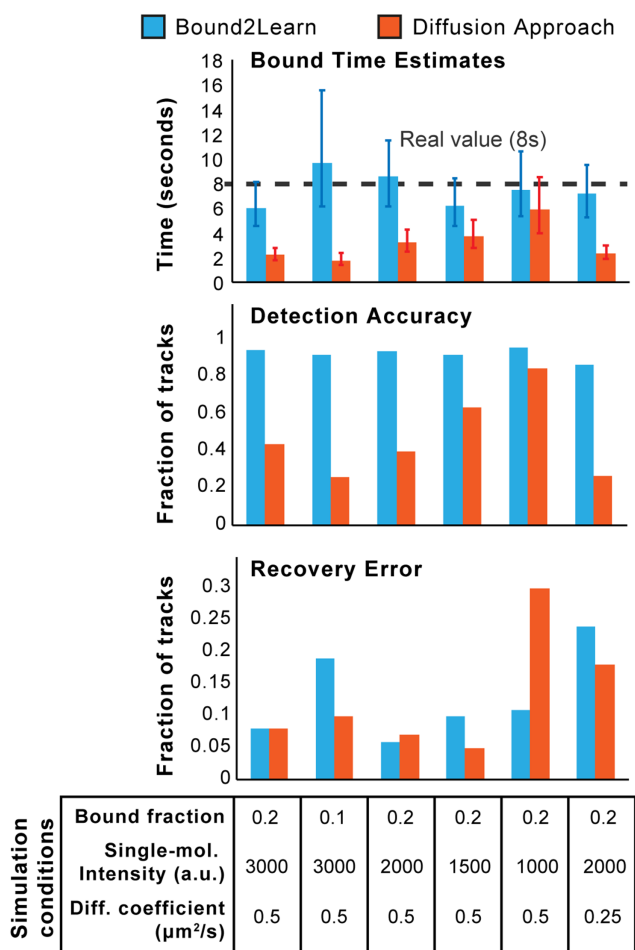 Bound2Learn Diffusion Approach
Bound Time Estimates
Time (seconds)
18
16
14
12
10
8
6
4
2
0
Real value (8s)
Detection Accuracy
Fraction of tracks
1
0.8
0.6
0.4
0.2
0
Recovery Error
Fraction of tracks
0.3
0.25
0.2
0.15
0.1
0.05
0
Simulation
conditions
Bound fraction 0.2 0.1 0.2 0.2 0.2 0.2
Single-mol.
Intensity (a.u.) 3000 3000 2000 1500 1000 2000
Diff. coefficient
(µm²/s) 0.5 0.5 0.5 0.5 0.5 0.25